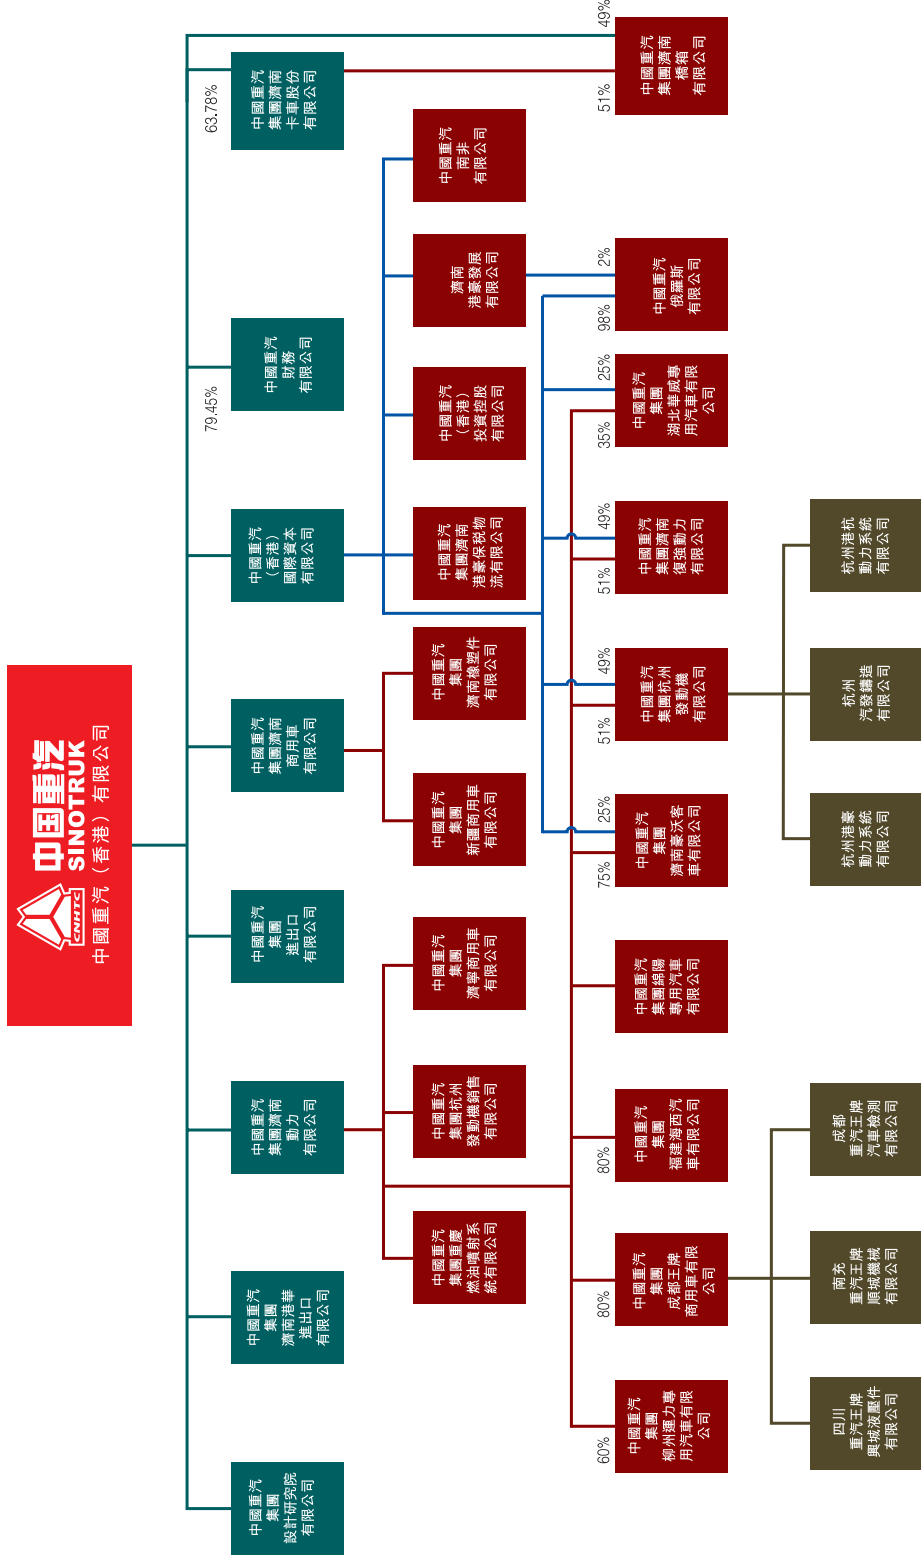 CNHTC
中国重汽
SINOTRUK
中國重汽（香港）有限公司
中國重汽
集團
設計研究院
有限公司
中國重汽
集團
濟南港華
進出口
有限公司
中國重汽
集團濟南
動力
有限公司
中國重汽
集團
進出口
有限公司
中國重汽
集團濟南
商用車
有限公司
中國重汽
（香港）
國際資本
有限公司
79.45%
中國重汽
財務
有限公司
63.78%
中國重汽
集團濟南
卡車股份
有限公司
中國重汽
集團重慶
燃油噴射系
統有限公司
中國重汽
集團杭州
發動機銷售
有限公司
中國重汽
集團
濟寧商用車
有限公司
中國重汽
集團
新疆商用車
有限公司
中國重汽
集團
濟南橡塑件
有限公司
中國重汽
集團濟南
港豪保税物
流有限公司
中國重汽
（香港）
投資控股
有限公司
濟南
港豪發展
有限公司
中國重汽
南非
有限公司
60%
中國重汽
集團
柳州運力專
用汽車有限
公司
80%
中國重汽
集團
成都王牌
商用車有限
公司
80%
中國重汽
集團
福建海西汽
車有限公司
中國重汽
集團綿陽
專用汽車
有限公司
75%
25%
中國重汽
集團
濟南豪沃客
車有限公司
51%
49%
中國重汽
集團杭州
發動機
有限公司
51%
49%
中國重汽
集團濟南
復強動力
有限公司
35%
25%
中國重汽
集團
湖北華威專
用汽車有限
公司
98%
2%
中國重汽
俄羅斯
有限公司
51%
49%
中國重汽
集團濟南
橋箱
有限公司
四川
重汽王牌
興城液壓件
有限公司
南充
重汽王牌
順城機械
有限公司
成都
重汽王牌
汽車檢測
有限公司
杭州港豪
動力系統
有限公司
杭州
汽發鑄造
有限公司
杭州港杭
動力系統
有限公司